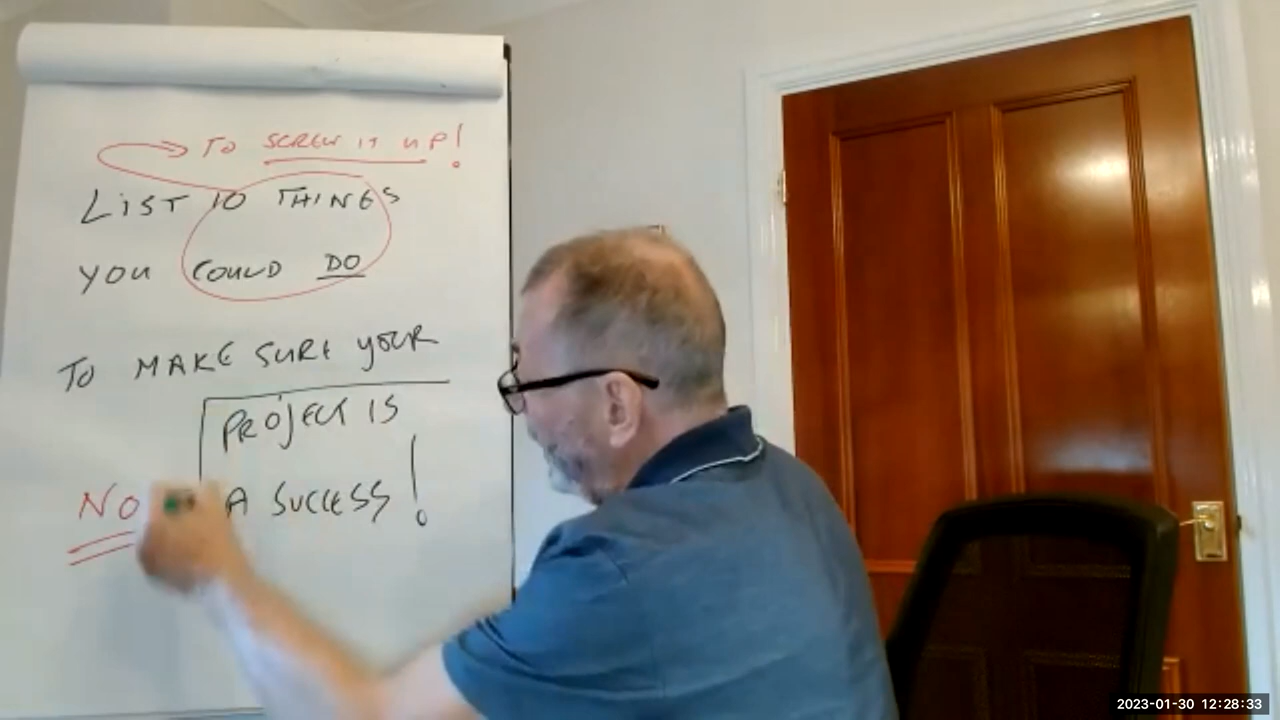 TO SCREW IT UP!
LIST 10 THINGS
YOU COULD DO
TO MAKE SURE YOUR
PROJECT IS
NO A SUCCESS!
2023-01-30 12:28:33